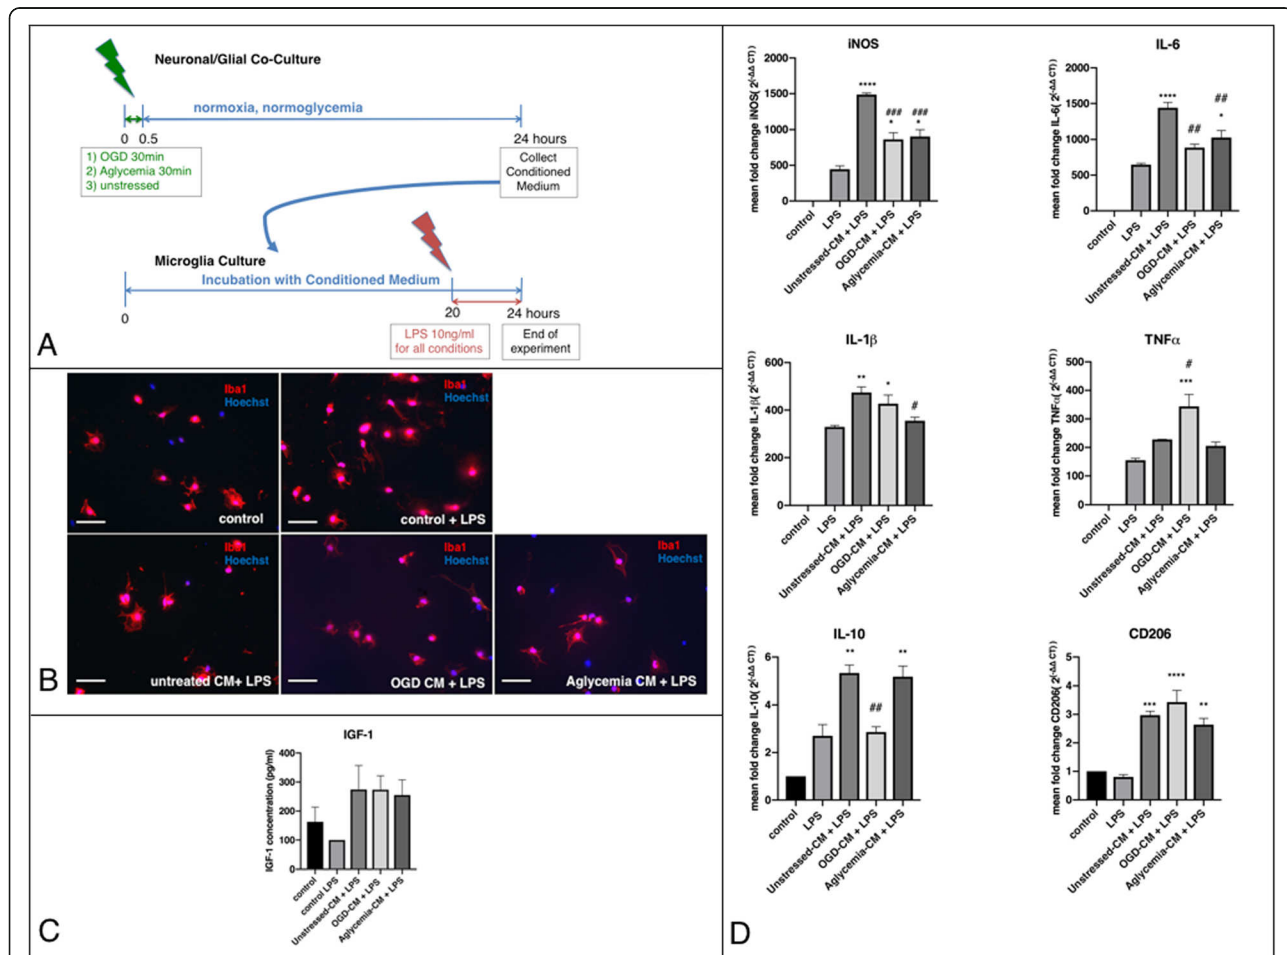 Neuronal/Glial Co-Culture
normoxia, normoglycemia
0 0.5 24 hours
1) OGD 30min
2) Aglycemia 30min
3) unstressed
Collect
Conditioned
Medium
Microglia Culture
Incubation with Conditioned Medium
0 20 24 hours
LPS 10ng/ml
for all conditions
End of
experiment
A
Iba1
Hoechst
control
Iba1
Hoechst
control + LPS
Iba1
Hoechst
untreated CM+ LPS
Iba1
Hoechst
OGD CM + LPS
Iba1
Hoechst
Aglycemia CM + LPS
B
IGF-1
IGF-1 concentration (pg/ml)
400
300
200
100
0
control
control LPS
Unstressed-CM + LPS
OGD-CM + LPS
Aglycemia-CM + LPS
C
iNOS
mean fold change iNOS( 2(-ΔΔ CT))
2000
1500
1000
500
0
****
###
*
###
*
control
LPS
Unstressed-CM + LPS
OGD-CM + LPS
Aglycemia-CM + LPS
IL-6
mean fold change IL-6( 2(-ΔΔ CT))
2000
1500
1000
500
0
****
##
##
*
control
LPS
Unstressed-CM + LPS
OGD-CM + LPS
Aglycemia-CM + LPS
IL-1β
mean fold change IL-1β( 2(-ΔΔ CT))
600
400
200
0
**
*
#
control
LPS
Unstressed-CM + LPS
OGD-CM + LPS
Aglycemia-CM + LPS
TNFα
mean fold change TNFα( 2(-ΔΔ CT))
500
400
300
200
100
0
#
***
control
LPS
Unstressed-CM + LPS
OGD-CM + LPS
Aglycemia-CM + LPS
IL-10
mean fold change IL-10( 2(-ΔΔ CT))
6
4
2
0
**
##
**
control
LPS
Unstressed-CM + LPS
OGD-CM + LPS
Aglycemia-CM + LPS
CD206
mean fold change CD206( 2(-ΔΔ CT))
5
4
3
2
1
0
***
****
**
control
LPS
Unstressed-CM + LPS
OGD-CM + LPS
Aglycemia-CM + LPS
D